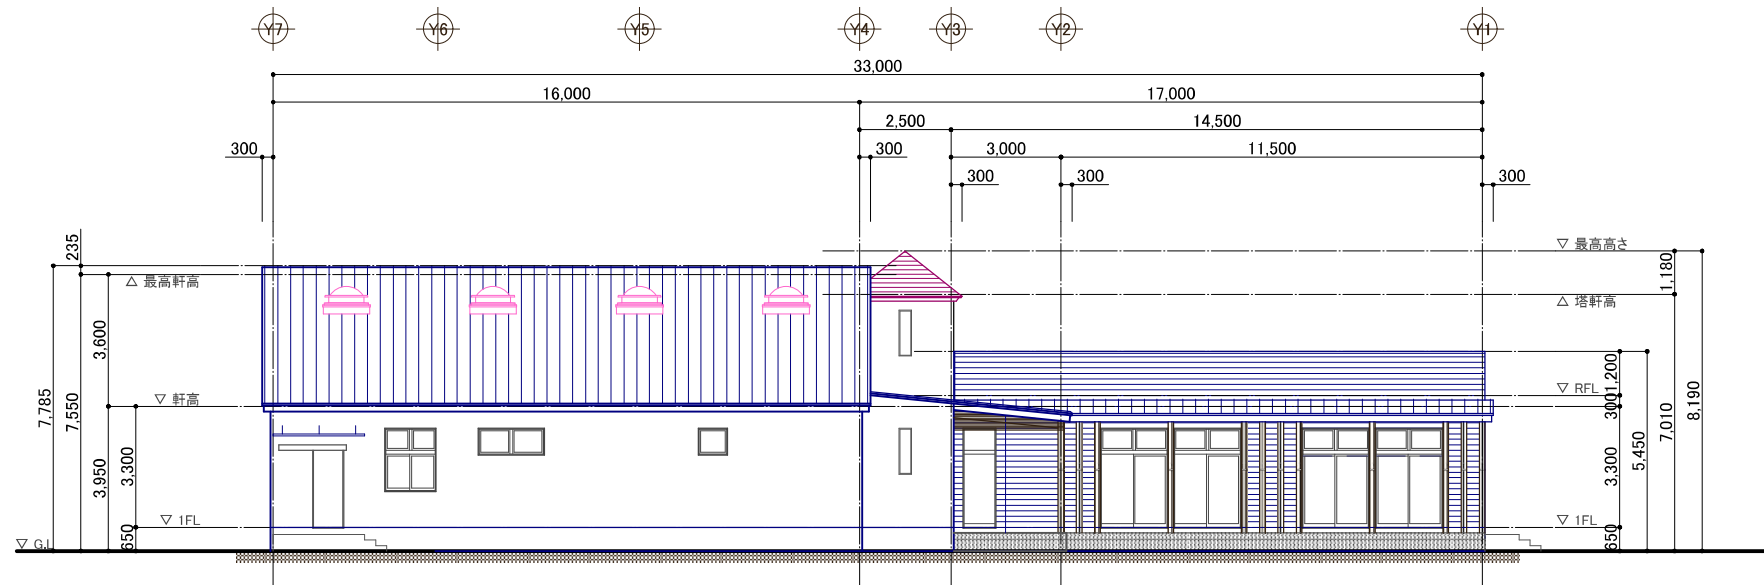 Y7 Y6 Y5 Y4 Y3 Y2 Y1
33,000
16,000 17,000
2,500 14,500
300 300 3,000 11,500
300 300 300
235
▽ 最高高さ
△ 最高軒高
1,180
△ 塔軒高
3,600
7,785
7,550
▽ 軒高
1,200
▽ RFL
300
7,010
8,190
3,950
3,300
3,300
5,450
▽ 1FL
▽ 1FL
650
650
▽ G.L